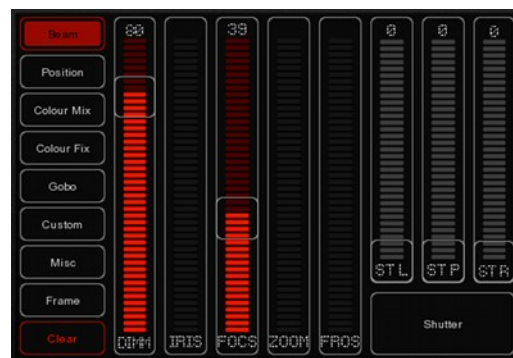 Beam
Position
Colour Mix
Colour Fix
Gobo
Custom
Misc
Frame
Clear
80
39
0
0
0
DIMM
IRIS
FOCS
ZOOM
FROS
STL
STP
STR
Shutter